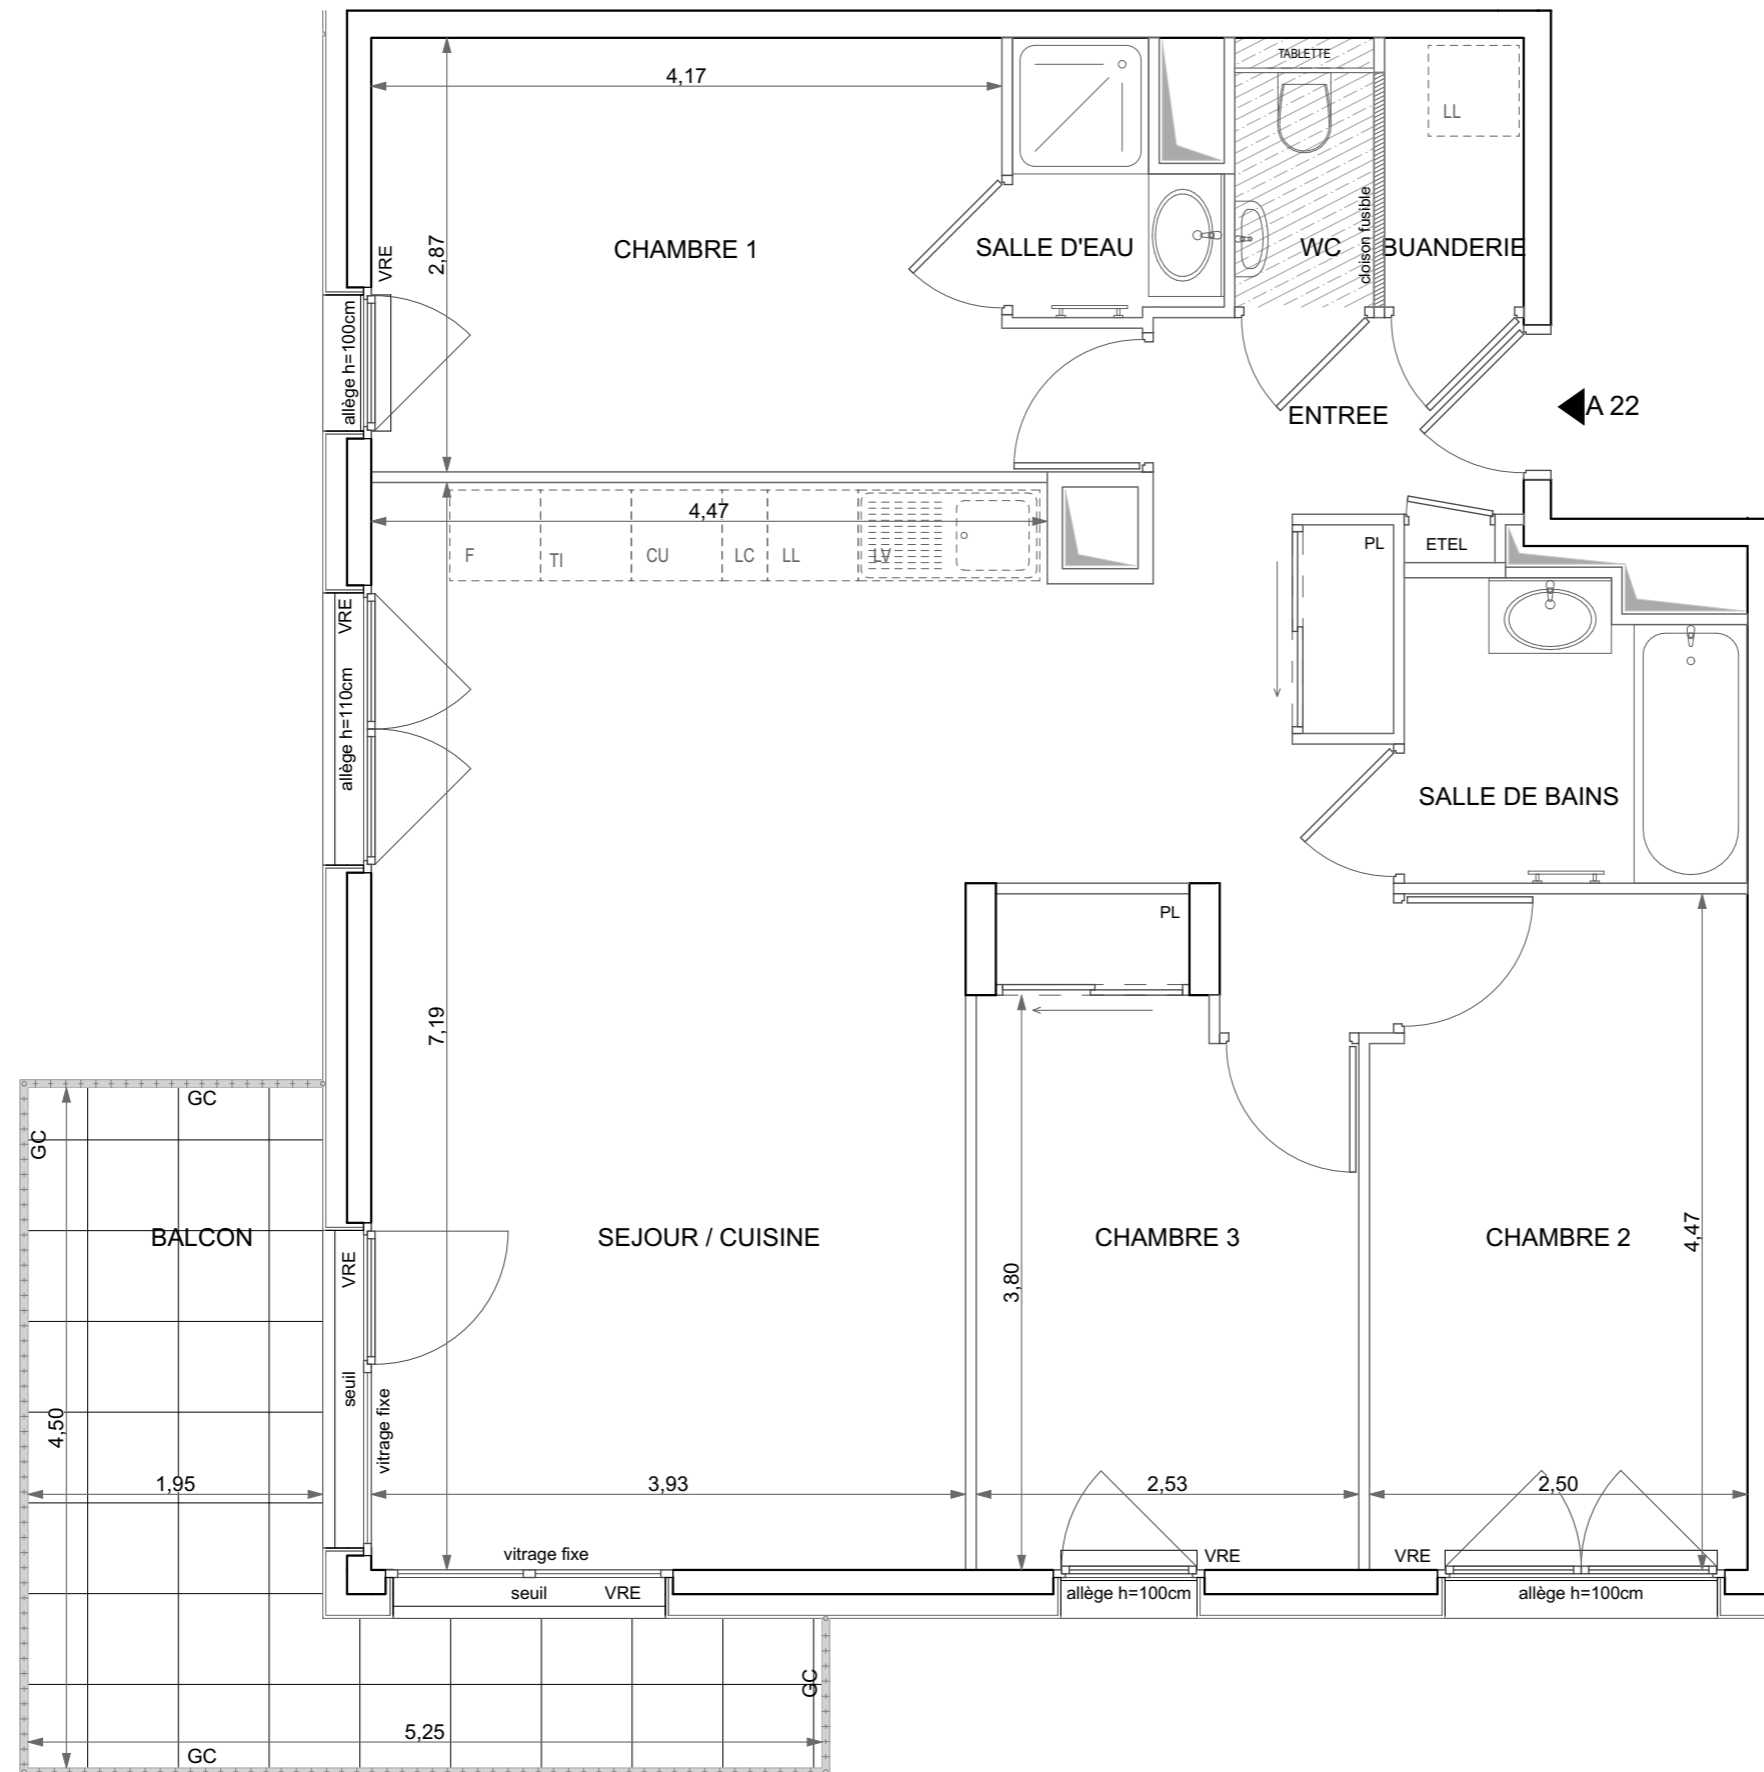 TABLETTE
4,17
LL
cloison fusible
CHAMBRE 1
SALLE D'EAU
WC
BUANDERIE
VRE
2,87
allège h=100cm
ENTREE
A 22
4,47
F
TI
CU
LC
LL
LV
PL
ETEL
VRE
allège h=110cm
SALLE DE BAINS
PL
7,19
GC
GC
BALCON
VRE
SEJOUR / CUISINE
CHAMBRE 3
CHAMBRE 2
4,47
3,80
seuil
vitrage fixe
4,50
1,95
3,93
2,53
2,50
vitrage fixe
VRE
VRE
seuil
VRE
allège h=100cm
allège h=100cm
GC
5,25
GC